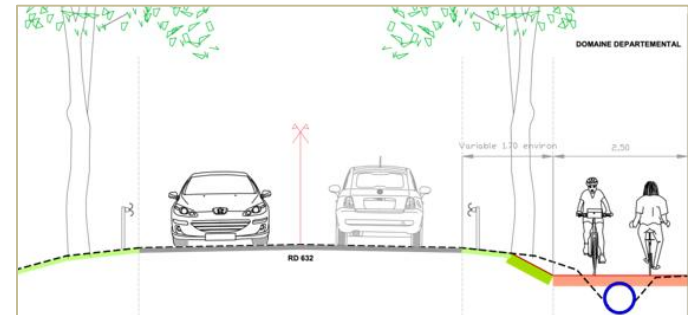 DOMAINE DEPARTEMENTAL
Variable 1.70 environ
2,50
RD 632